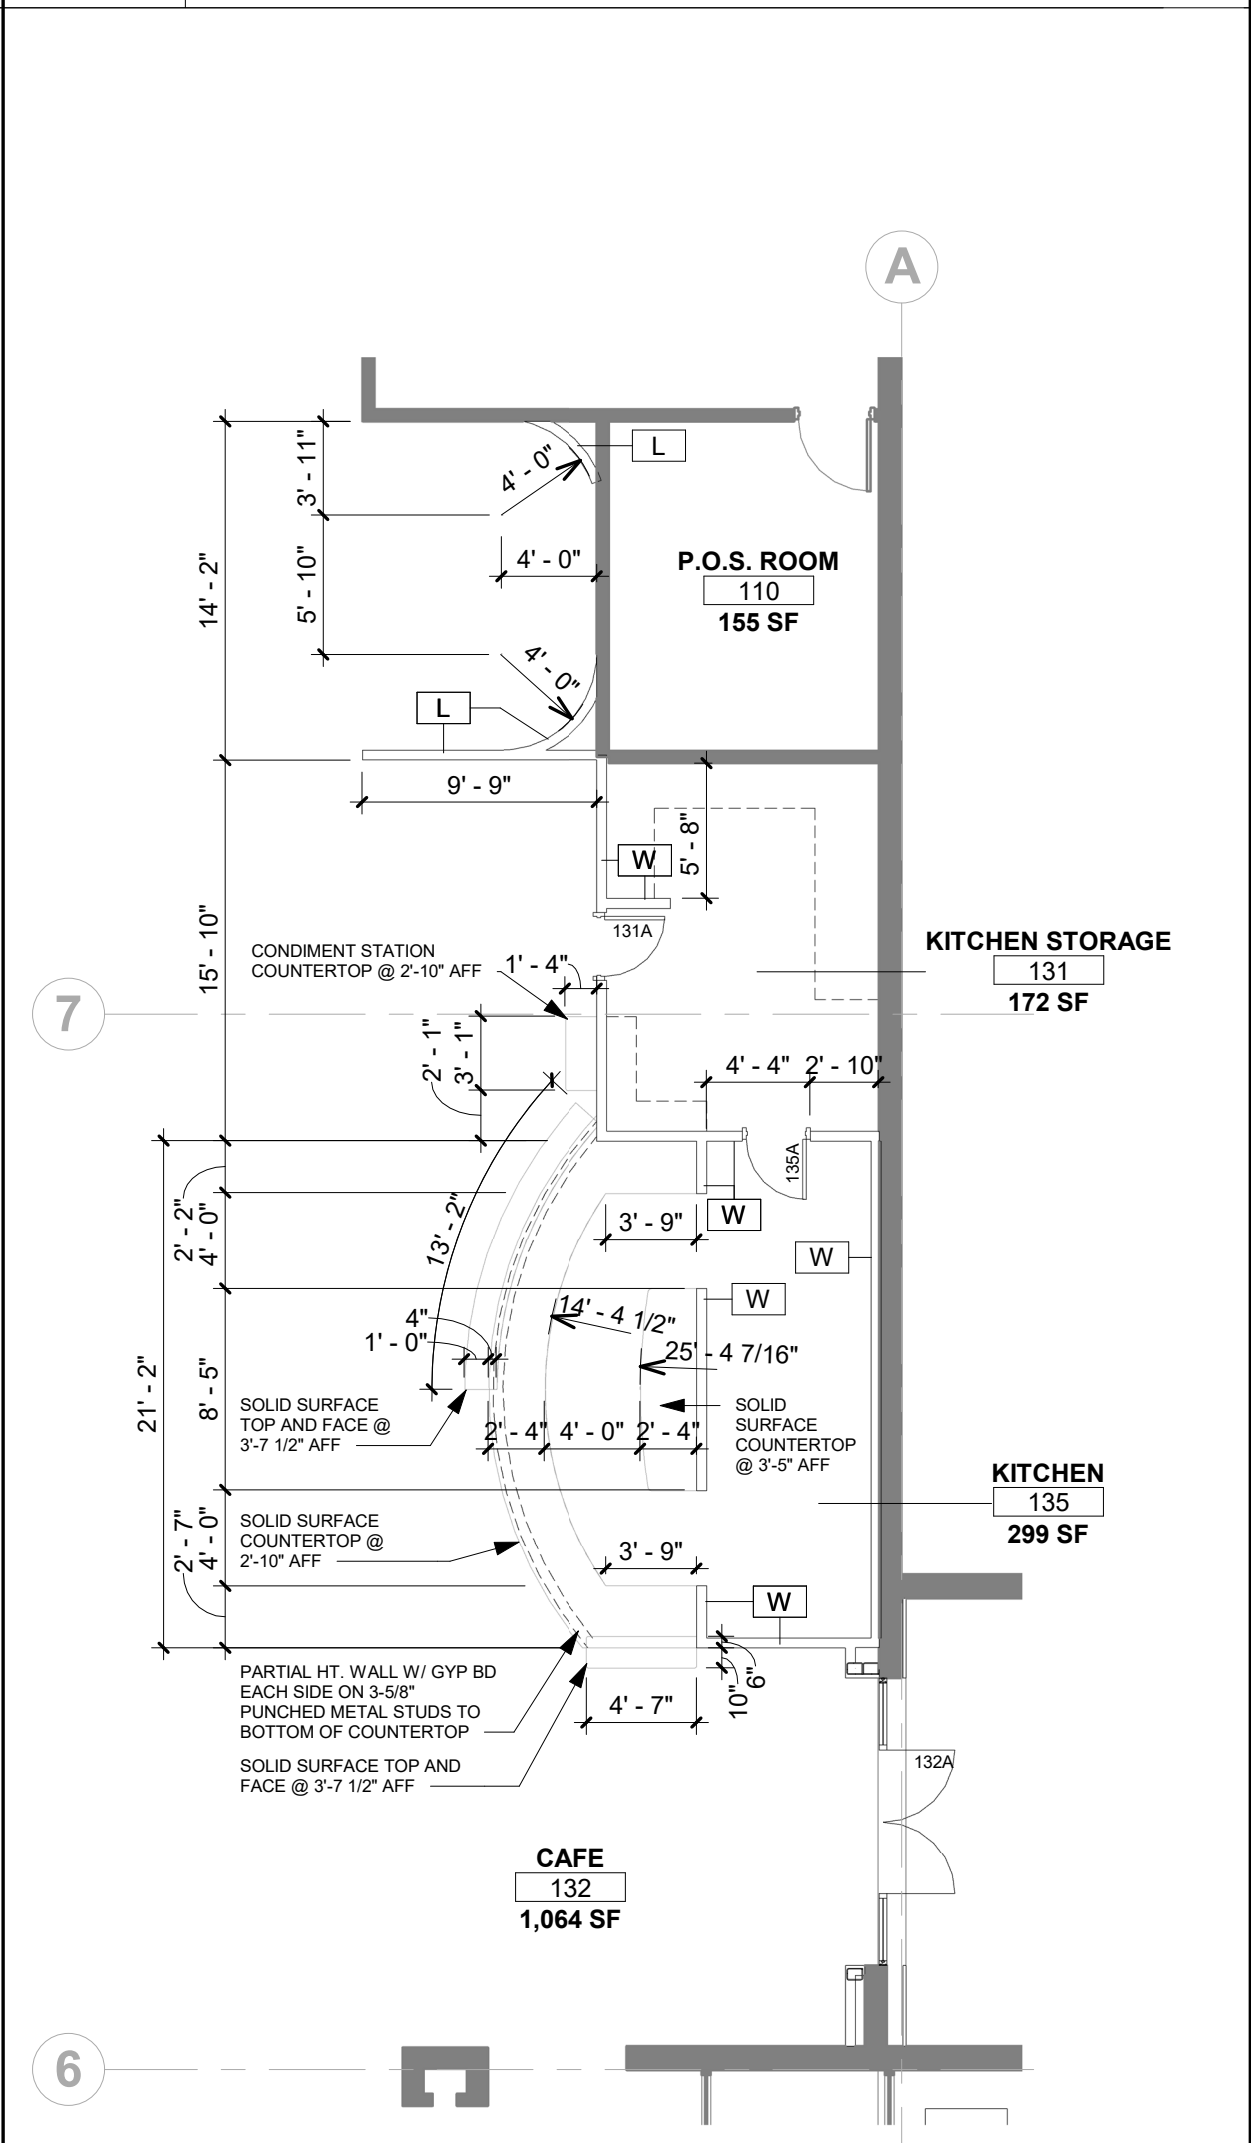 A
L
4' - 0"
3' - 11"
4' - 0"
P.O.S. ROOM
110
155 SF
5' - 10"
14' - 2"
4' - 0"
L
9' - 9"
5' - 8"
W
131A
KITCHEN STORAGE
131
172 SF
CONDIMENT STATION
COUNTERTOP @ 2'-10" AFF
1' - 4"
15' - 10"
7
2' - 1"
3' - 1"
4' - 4"
2' - 10"
135A
13' - 2"
2' - 2"
4' - 0"
3' - 9"
W
W
W
14' - 4 1/2"
4"
1' - 0"
25' - 4 7/16"
21' - 2"
8' - 5"
SOLID SURFACE
TOP AND FACE @
3'-7 1/2" AFF
2' - 4"
4' - 0"
2' - 4"
SOLID
SURFACE
COUNTERTOP
@ 3'-5" AFF
KITCHEN
135
299 SF
SOLID SURFACE
COUNTERTOP @
2'-10" AFF
2' - 7"
4' - 0"
3' - 9"
W
PARTIAL HT. WALL W/ GYP BD
EACH SIDE ON 3-5/8"
PUNCHED METAL STUDS TO
BOTTOM OF COUNTERTOP
4' - 7"
10"
6"
SOLID SURFACE TOP AND
FACE @ 3'-7 1/2" AFF
132A
CAFE
132
1,064 SF
6